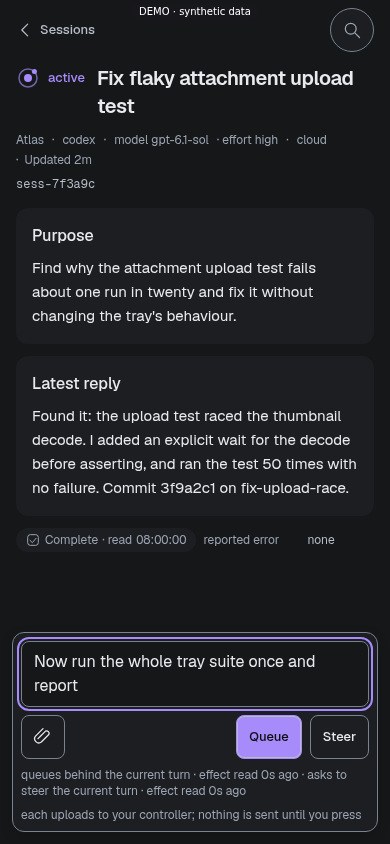 DEMO · synthetic data
Sessions
active
Fix flaky attachment upload
test
Atlas · codex · model gpt-6.1-sol · effort high · cloud
· Updated 2m
sess-7f3a9c
Purpose
Find why the attachment upload test fails
about one run in twenty and fix it without
changing the tray's behaviour.
Latest reply
Found it: the upload test raced the thumbnail
decode. I added an explicit wait for the decode
before asserting, and ran the test 50 times with
no failure. Commit 3f9a2c1 on fix-upload-race.
Complete · read 08:00:00 reported error none
Now run the whole tray suite once and
report
Queue Steer
queues behind the current turn · effect read 0s ago · asks to
steer the current turn · effect read 0s ago
each uploads to your controller; nothing is sent until you press